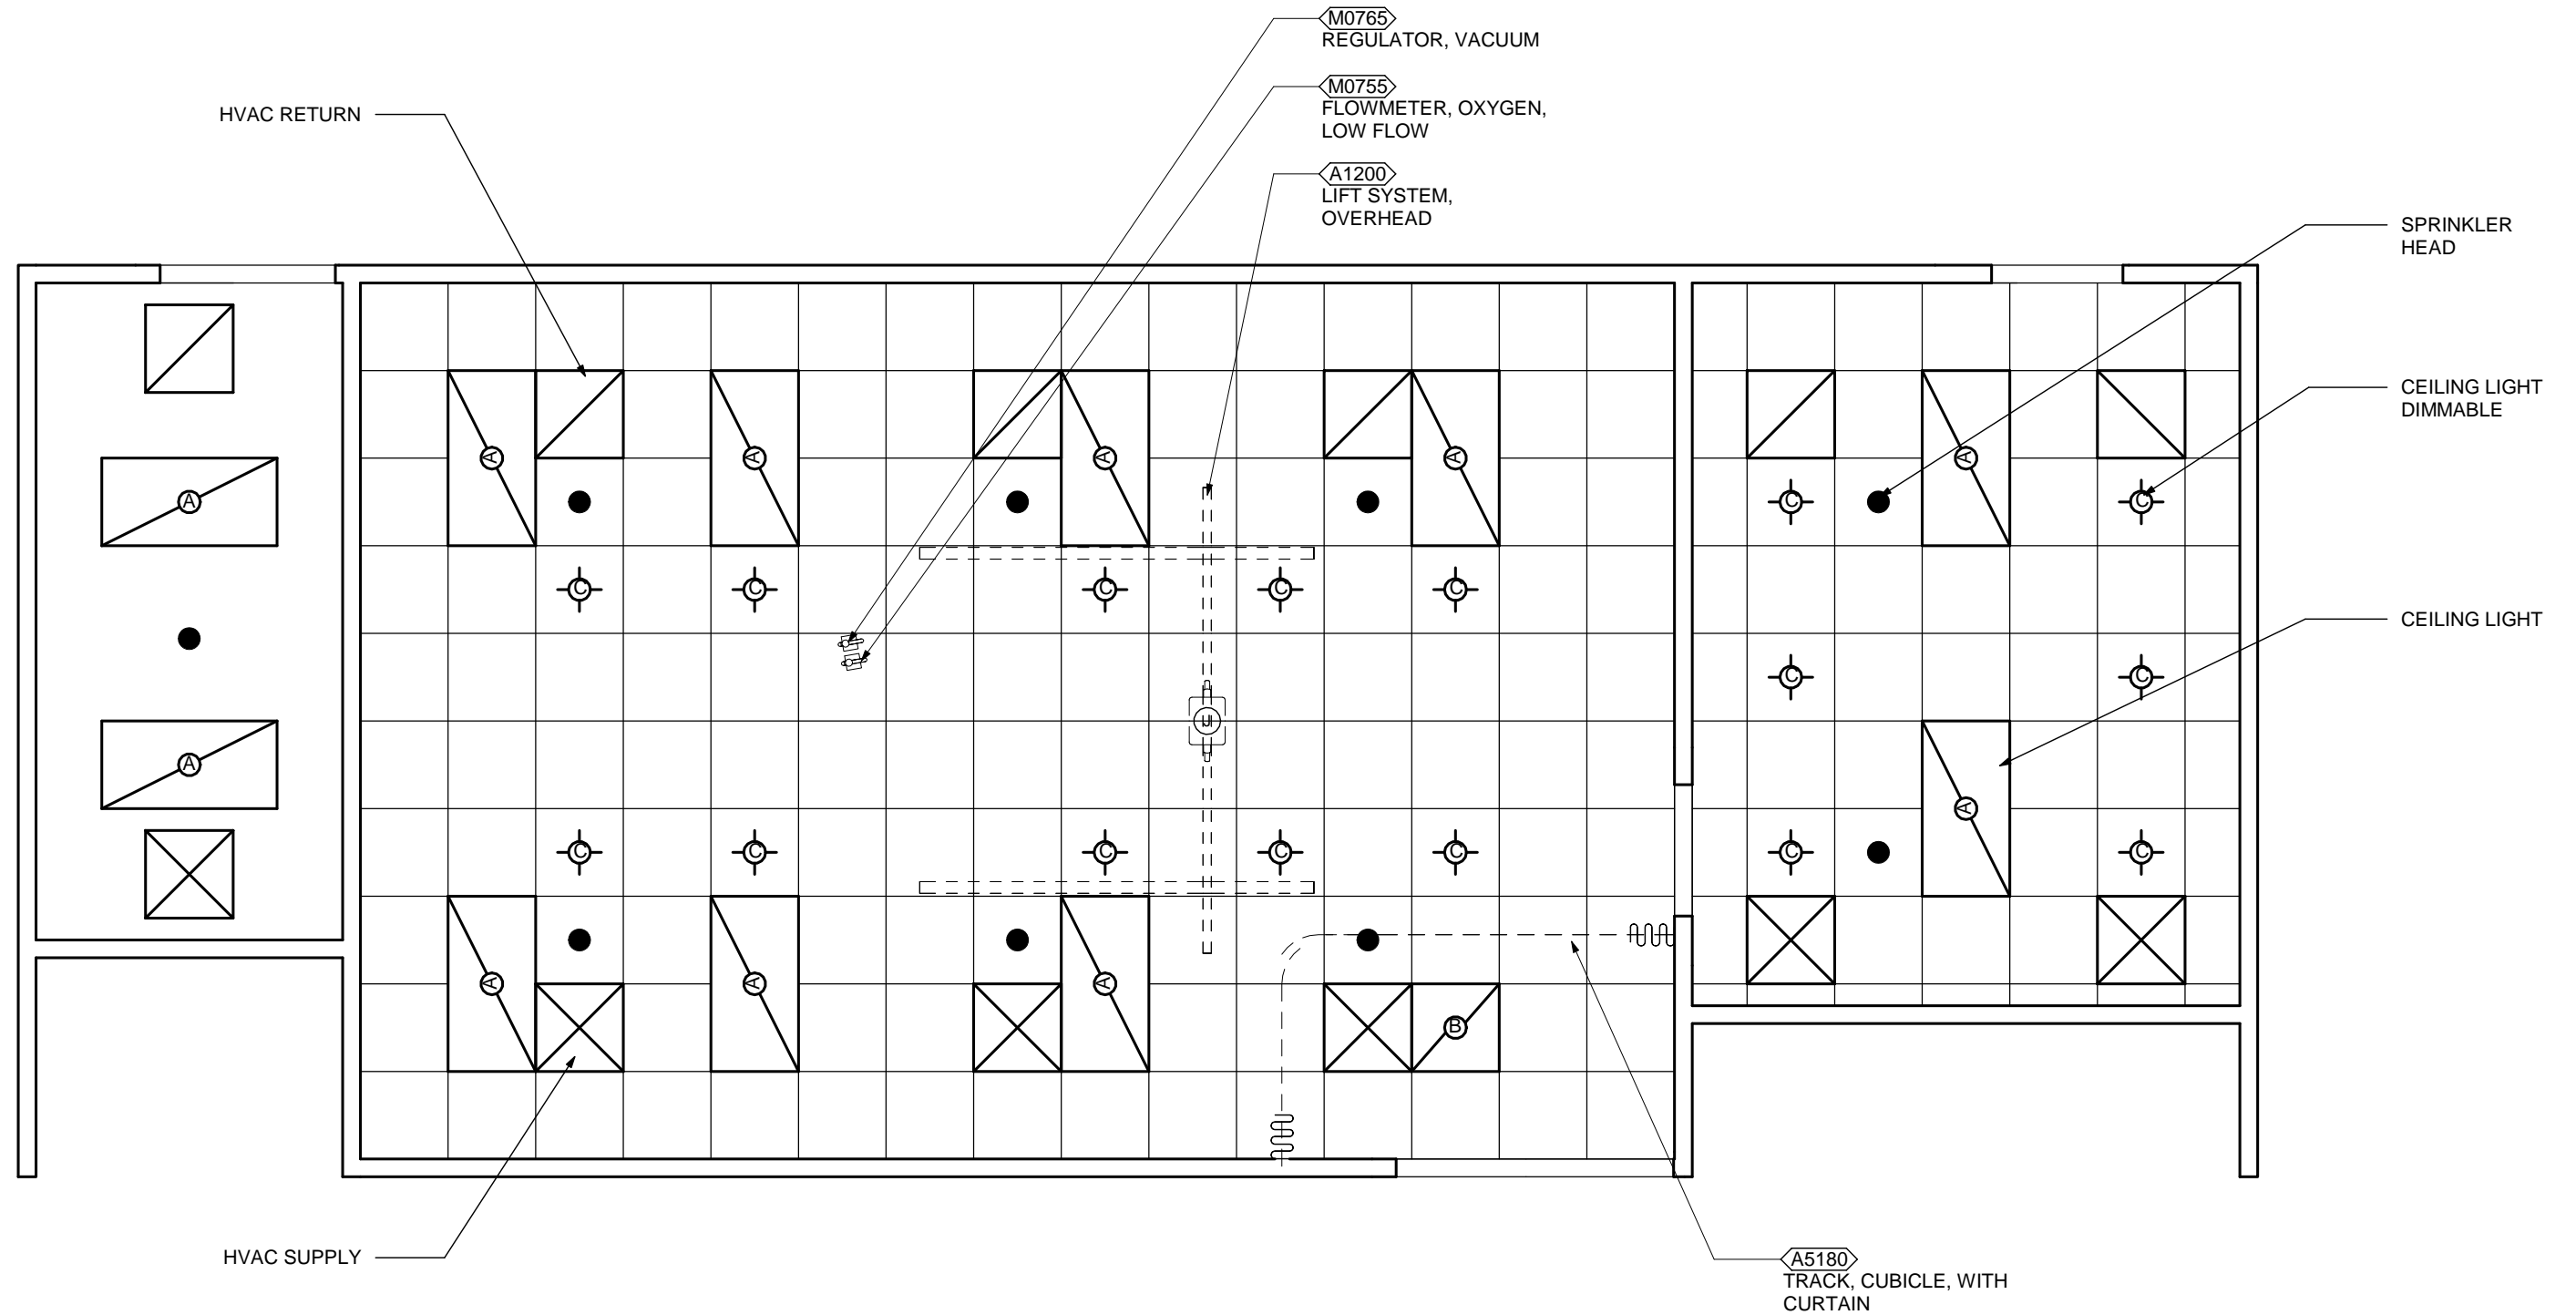 M0765
REGULATOR, VACUUM
M0755
FLOWMETER, OXYGEN,
LOW FLOW
HVAC RETURN
A1200
LIFT SYSTEM,
OVERHEAD
SPRINKLER
HEAD
CEILING LIGHT
DIMMABLE
A
A
A
A
A
A
C
C
C
C
C
C
C
CEILING LIGHT
C
C
A
A
C
C
C
C
C
C
C
A
A
A
B
HVAC SUPPLY
A5180
TRACK, CUBICLE, WITH
CURTAIN